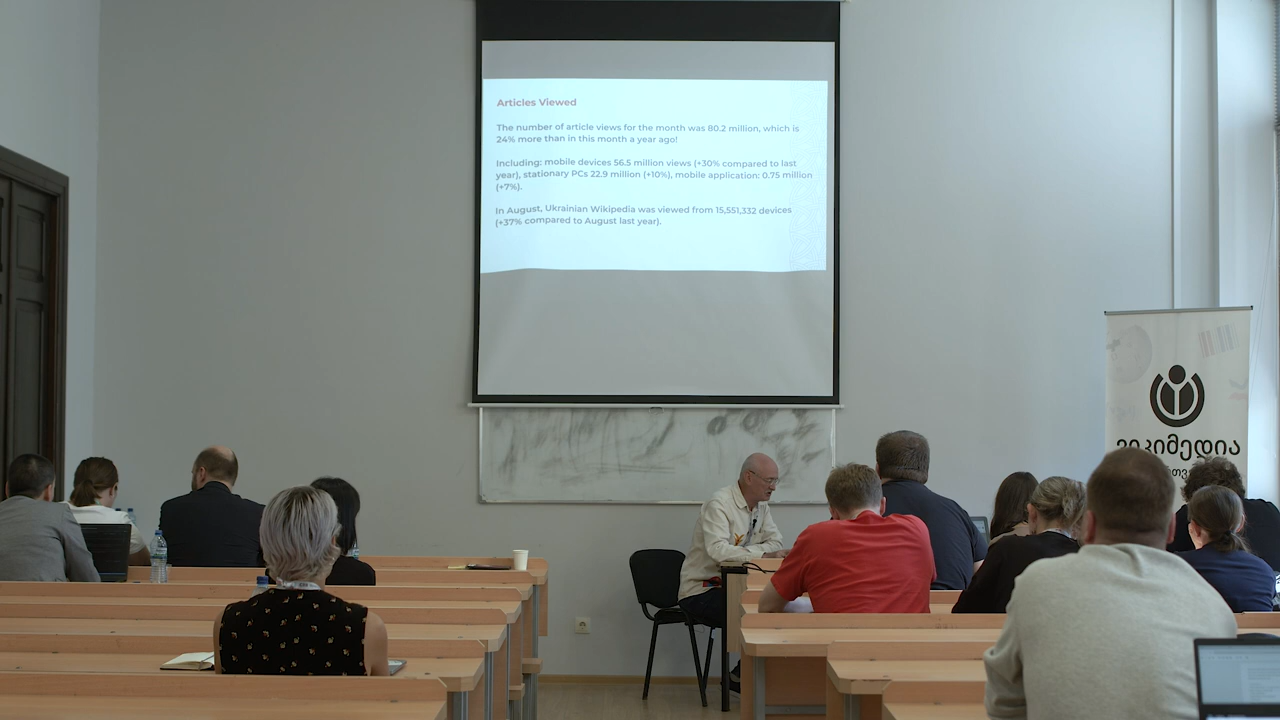 Articles Viewed
The number of article views for the month was 80.2 million, which is
24% more than in this month a year ago!
Including: mobile devices 56.5 million views (+30% compared to last
year), stationary PCs 22.9 million (+10%), mobile application: 0.75 million
(+7%).
In August, Ukrainian Wikipedia was viewed from 15,551,332 devices
(+37% compared to August last year).
ვიკიმედია